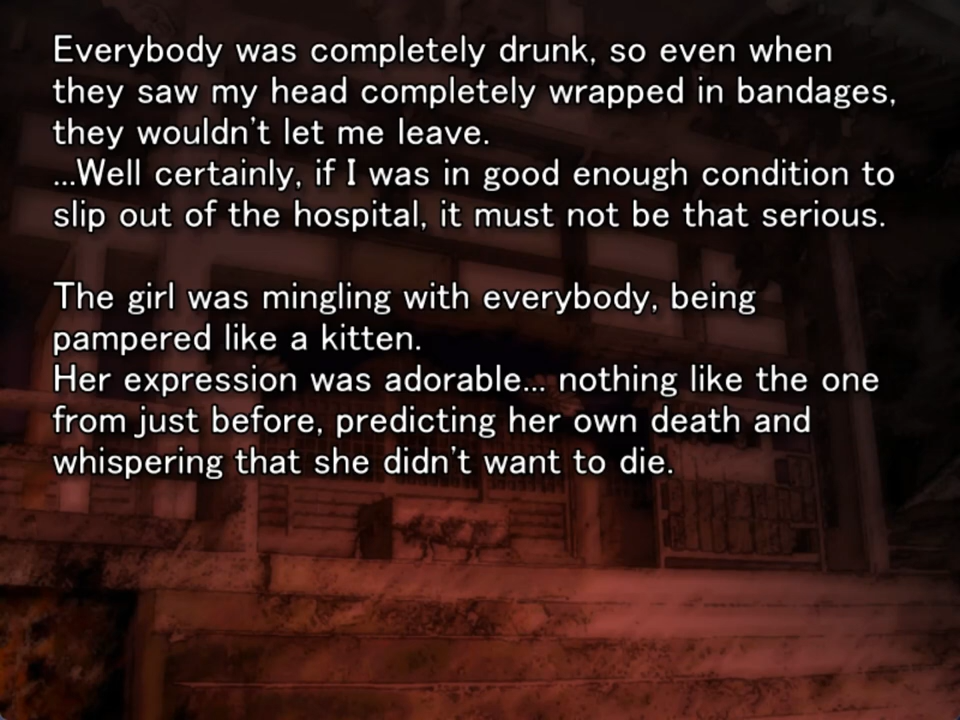 Everybody was completely drunk, so even when
they saw my head completely wrapped in bandages,
they wouldn't let me leave.
...Well certainly, if I was in good enough condition to
slip out of the hospital, it must not be that serious.
The girl was mingling with everybody, being
pampered like a kitten.
Her expression was adorable... nothing like the one
from just before, predicting her own death and
whispering that she didn't want to die.